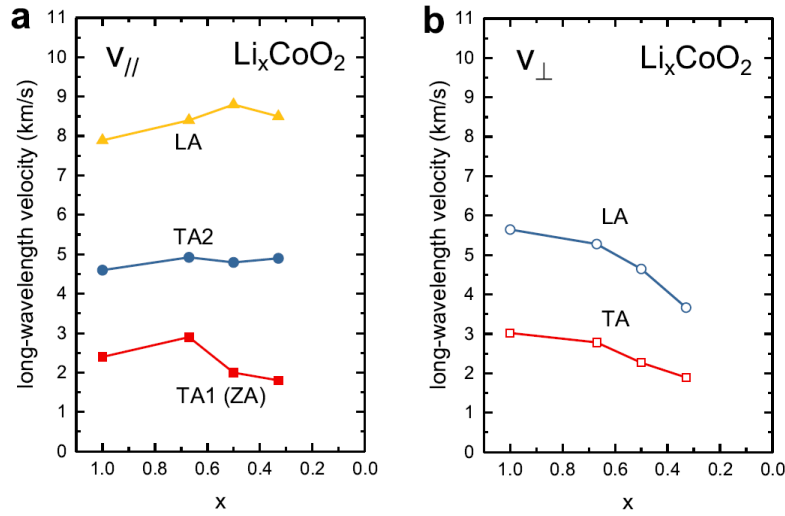 a
v// LixCoO2
long-wavelength velocity (km/s)
11
10
9
8
7
6
5
4
3
2
1
0
LA
TA2
TA1 (ZA)
1.0 0.8 0.6 0.4 0.2 0.0
x
b
v⊥ LixCoO2
long-wavelength velocity (km/s)
11
10
9
8
7
6
5
4
3
2
1
0
LA
TA
1.0 0.8 0.6 0.4 0.2 0.0
x